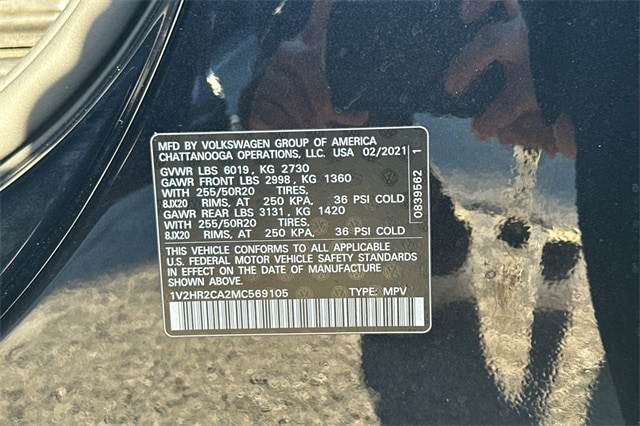 MFD BY VOLKSWAGEN GROUP OF AMERICA
CHATTANOOGA OPERATIONS, LLC. USA 02/2021
GVWR LBS 6019, KG 2730
GAWR FRONT LBS 2998, KG 1360
WITH 255/50R20 TIRES,
8JX20 RIMS, AT 250 KPA, 36 PSI COLD
GAWR REAR LBS 3131, KG 1420
WITH 255/50R20 TIRES,
8JX20 RIMS, AT 250 KPA, 36 PSI COLD
THIS VEHICLE CONFORMS TO ALL APPLICABLE
U.S. FEDERAL MOTOR VEHICLE SAFETY STANDARDS
IN EFFECT ON THE DATE OF MANUFACTURE
SHOWN ABOVE.
1V2HR2CA2MC569105 TYPE: MPV
0839562 1